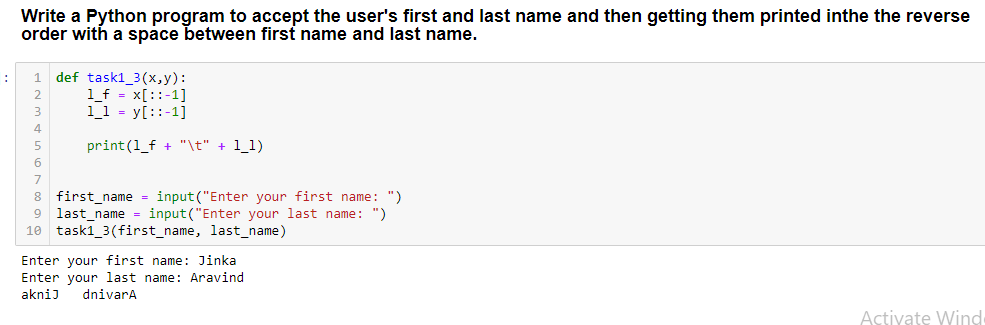 Write a Python program to accept the user's first and last name and then getting them printed inthe the reverse
order with a space between first name and last name.
:
1 def task1_3(x,y):
2     l_f = x[::-1]
3     l_l = y[::-1]
4
5     print(l_f + "\t" + l_l)
6
7
8 first_name = input("Enter your first name: ")
9 last_name = input("Enter your last name: ")
10 task1_3(first_name, last_name)
Enter your first name: Jinka
Enter your last name: Aravind
akniJ   dnivarA
Activate Wind